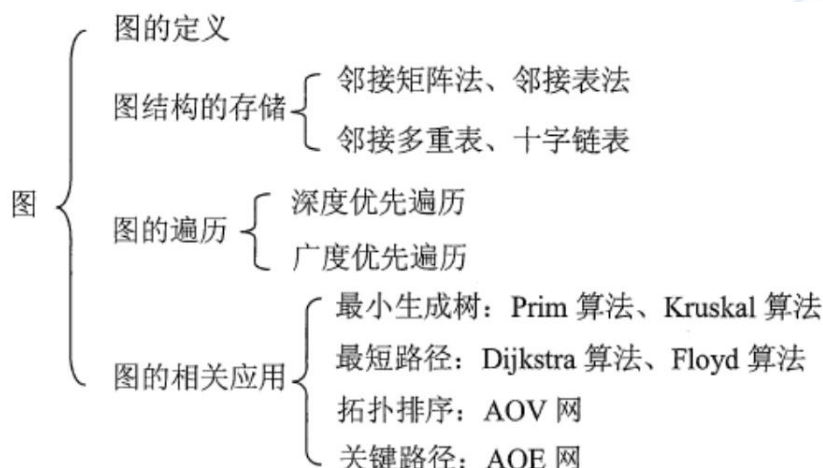 图
图的定义
图结构的存储
邻接矩阵法、邻接表法
邻接多重表、十字链表
图的遍历
深度优先遍历
广度优先遍历
图的相关应用
最小生成树：Prim 算法、Kruskal 算法
最短路径：Dijkstra 算法、Floyd 算法
拓扑排序：AOV 网
关键路径：AOE 网